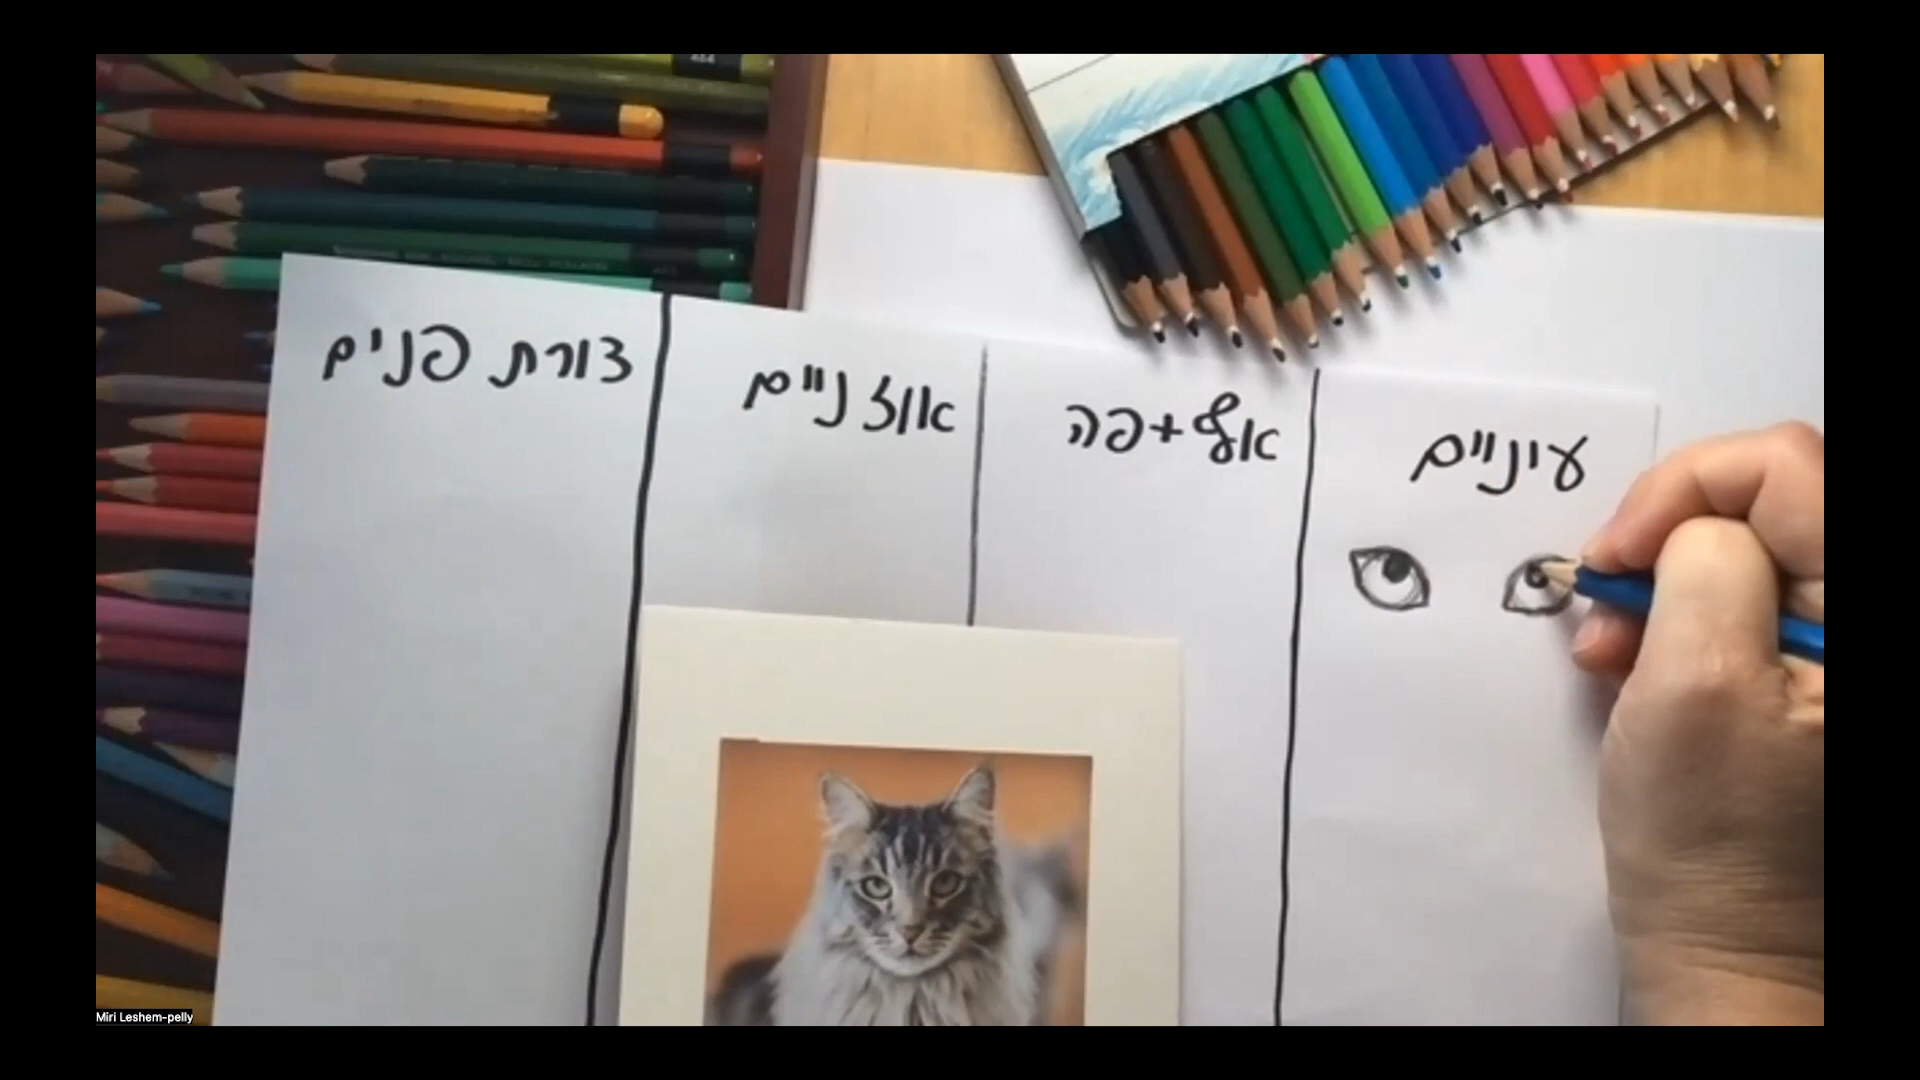 עיניים
אף+פה
אוזניים
צורת פנים
Miri Leshem-pelly